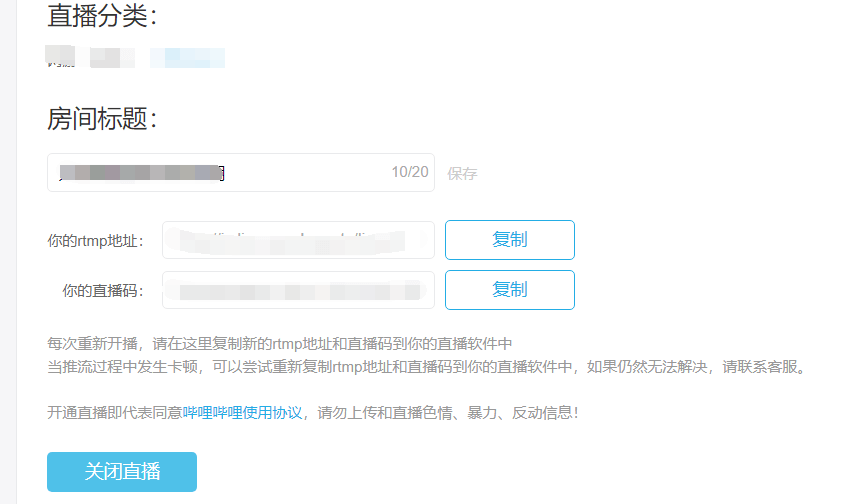 直播分类：
房间标题：
10/20 保存
你的rtmp地址： 复制
你的直播码： 复制
每次重新开播，请在这里复制新的rtmp地址和直播码到你的直播软件中
当推流过程中发生卡顿，可以尝试重新复制rtmp地址和直播码到你的直播软件中，如果仍然无法解决，请联系客服。
开通直播即代表同意哔哩哔哩使用协议，请勿上传和直播色情、暴力、反动信息！
关闭直播